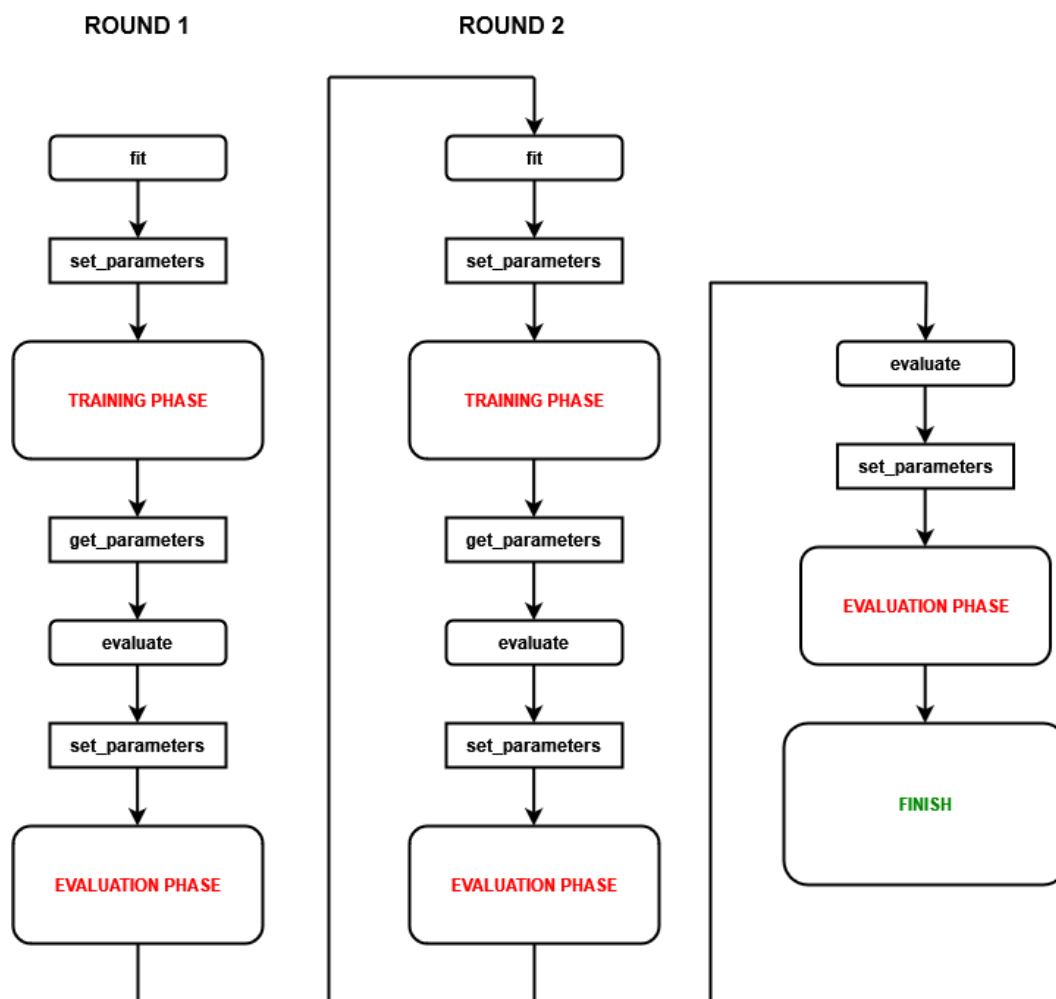 ROUND 1
fit
set_parameters
TRAINING PHASE
get_parameters
evaluate
set_parameters
EVALUATION PHASE
ROUND 2
fit
set_parameters
TRAINING PHASE
get_parameters
evaluate
set_parameters
EVALUATION PHASE
evaluate
set_parameters
EVALUATION PHASE
FINISH